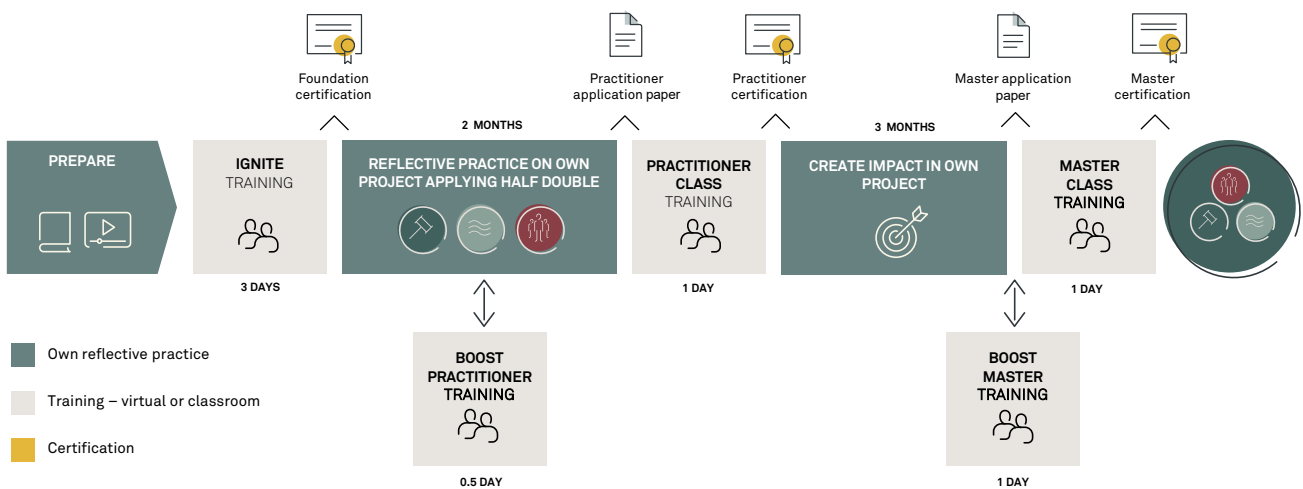 Foundation
certification
Practitioner
application paper
Practitioner
certification
Master application
paper
Master
certification
2 MONTHS
3 MONTHS
PREPARE
IGNITE
TRAINING
REFLECTIVE PRACTICE ON OWN
PROJECT APPLYING HALF DOUBLE
PRACTITIONER
CLASS
TRAINING
CREATE IMPACT IN OWN
PROJECT
MASTER
CLASS
TRAINING
3 DAYS
1 DAY
1 DAY
BOOST
PRACTITIONER
TRAINING
0.5 DAY
BOOST
MASTER
TRAINING
1 DAY
Own reflective practice
Training – virtual or classroom
Certification